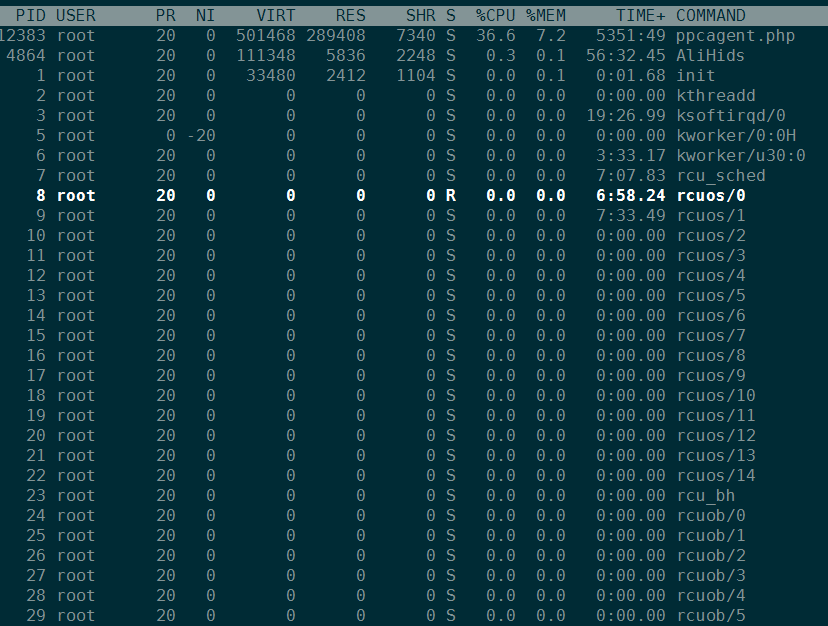 PID USER PR NI VIRT RES SHR S %CPU %MEM TIME+ COMMAND
12383 root 20 0 501468 289408 7340 S 36.6 7.2 5351:49 ppcagent.php
4864 root 20 0 111348 5836 2248 S 0.3 0.1 56:32.45 AliHids
1 root 20 0 33480 2412 1104 S 0.0 0.1 0:01.68 init
2 root 20 0 0 0 0 S 0.0 0.0 0:00.00 kthreadd
3 root 20 0 0 0 0 S 0.0 0.0 19:26.99 ksoftirqd/0
5 root 0 -20 0 0 0 S 0.0 0.0 0:00.00 kworker/0:0H
6 root 20 0 0 0 0 S 0.0 0.0 3:33.17 kworker/u30:0
7 root 20 0 0 0 0 S 0.0 0.0 7:07.83 rcu_sched
8 root 20 0 0 0 0 R 0.0 0.0 6:58.24 rcuos/0
9 root 20 0 0 0 0 S 0.0 0.0 7:33.49 rcuos/1
10 root 20 0 0 0 0 S 0.0 0.0 0:00.00 rcuos/2
11 root 20 0 0 0 0 S 0.0 0.0 0:00.00 rcuos/3
12 root 20 0 0 0 0 S 0.0 0.0 0:00.00 rcuos/4
13 root 20 0 0 0 0 S 0.0 0.0 0:00.00 rcuos/5
14 root 20 0 0 0 0 S 0.0 0.0 0:00.00 rcuos/6
15 root 20 0 0 0 0 S 0.0 0.0 0:00.00 rcuos/7
16 root 20 0 0 0 0 S 0.0 0.0 0:00.00 rcuos/8
17 root 20 0 0 0 0 S 0.0 0.0 0:00.00 rcuos/9
18 root 20 0 0 0 0 S 0.0 0.0 0:00.00 rcuos/10
19 root 20 0 0 0 0 S 0.0 0.0 0:00.00 rcuos/11
20 root 20 0 0 0 0 S 0.0 0.0 0:00.00 rcuos/12
21 root 20 0 0 0 0 S 0.0 0.0 0:00.00 rcuos/13
22 root 20 0 0 0 0 S 0.0 0.0 0:00.00 rcuos/14
23 root 20 0 0 0 0 S 0.0 0.0 0:00.00 rcu_bh
24 root 20 0 0 0 0 S 0.0 0.0 0:00.00 rcuob/0
25 root 20 0 0 0 0 S 0.0 0.0 0:00.00 rcuob/1
26 root 20 0 0 0 0 S 0.0 0.0 0:00.00 rcuob/2
27 root 20 0 0 0 0 S 0.0 0.0 0:00.00 rcuob/3
28 root 20 0 0 0 0 S 0.0 0.0 0:00.00 rcuob/4
29 root 20 0 0 0 0 S 0.0 0.0 0:00.00 rcuob/5